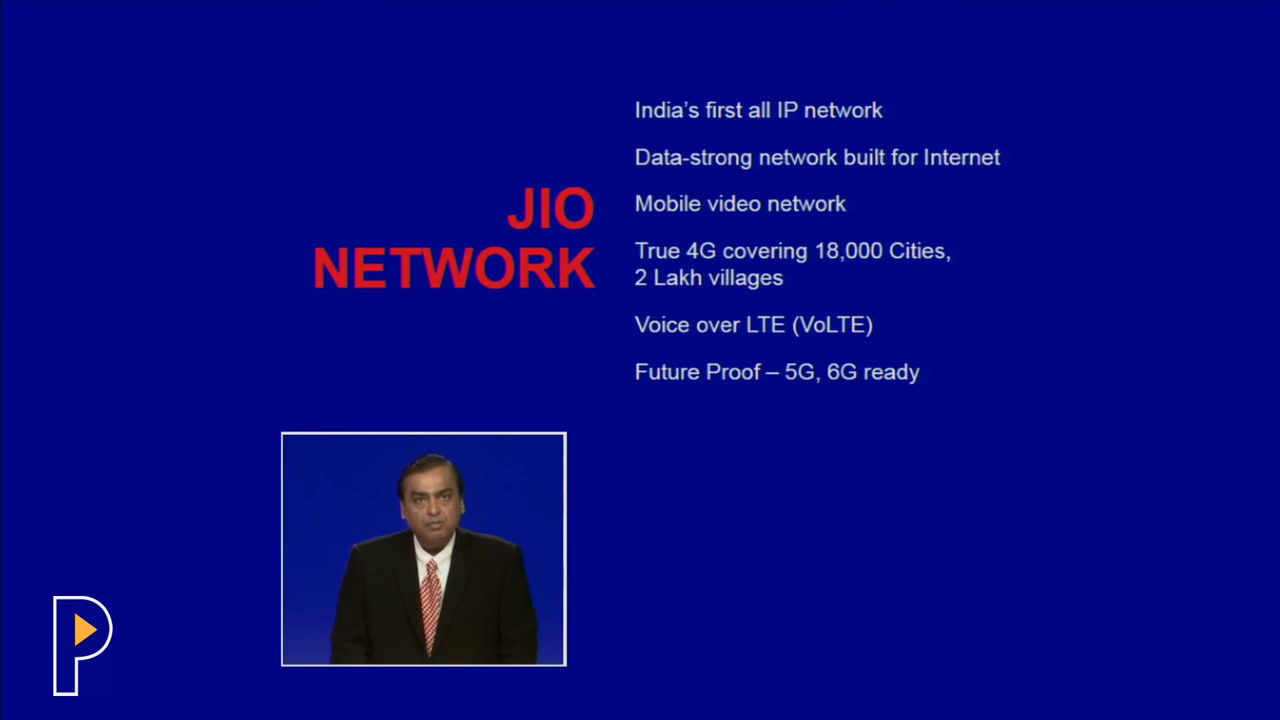 JIO
NETWORK
India's first all IP network
Data-strong network built for Internet
Mobile video network
True 4G covering 18,000 Cities,
2 Lakh villages
Voice over LTE (VoLTE)
Future Proof – 5G, 6G ready
P